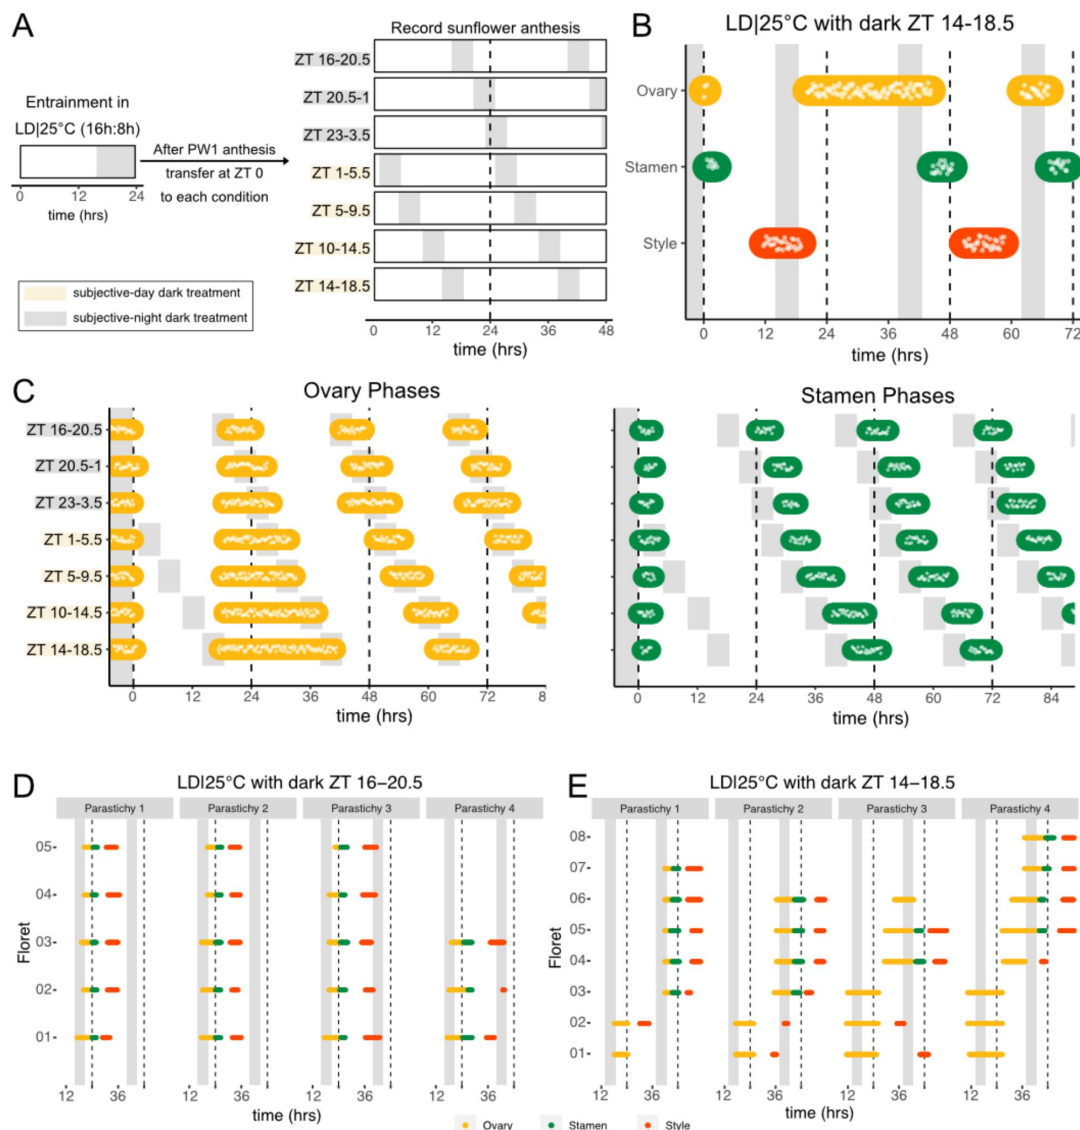 A
Entrainment in
LD|25°C (16h:8h)
0 12 24
time (hrs)
After PW1 anthesis
transfer at ZT 0
to each condition
subjective-day dark treatment
subjective-night dark treatment
Record sunflower anthesis
ZT 16-20.5
ZT 20.5-1
ZT 23-3.5
ZT 1-5.5
ZT 5-9.5
ZT 10-14.5
ZT 14-18.5
0 12 24 36 48
time (hrs)
B
LD|25°C with dark ZT 14-18.5
Ovary
Stamen
Style
0 12 24 36 48 60 72
time (hrs)
C
Ovary Phases
ZT 16-20.5
ZT 20.5-1
ZT 23-3.5
ZT 1-5.5
ZT 5-9.5
ZT 10-14.5
ZT 14-18.5
0 12 24 36 48 60 72 8
time (hrs)
Stamen Phases
0 12 24 36 48 60 72 84
time (hrs)
D
LD|25°C with dark ZT 16–20.5
Parastichy 1 Parastichy 2 Parastichy 3 Parastichy 4
Floret
05-
04-
03-
02-
01-
12 36 12 36 12 36 12 36
time (hrs)
E
LD|25°C with dark ZT 14–18.5
Parastichy 1 Parastichy 2 Parastichy 3 Parastichy 4
Floret
08-
07-
06-
05-
04-
03-
02-
01-
12 36 12 36 12 36 12 36
time (hrs)
Ovary Stamen Style